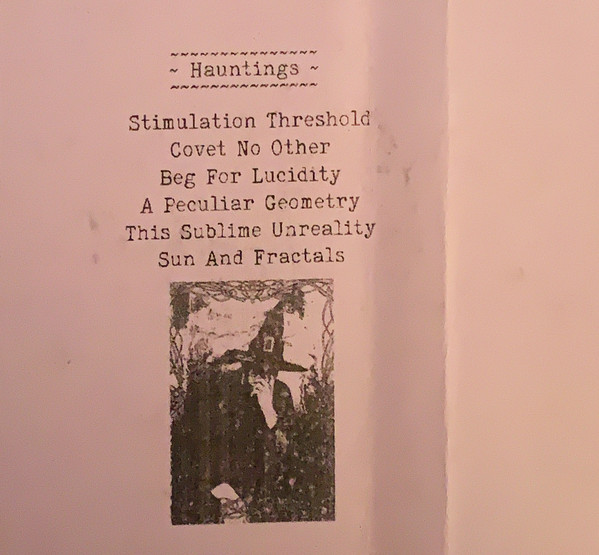 ~~~~~~~~~~~~~~~
~ Hauntings ~
~~~~~~~~~~~~~~~
Stimulation Threshold
Covet No Other
Beg For Lucidity
A Peculiar Geometry
This Sublime Unreality
Sun And Fractals